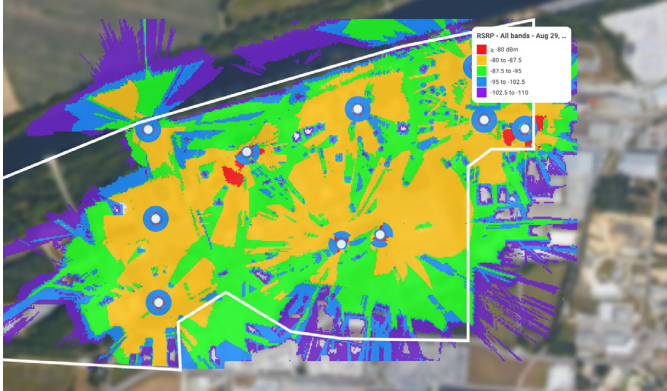 RSRP - All bands - Aug 29, ...
≥ -80 dBm
-80 to -87.5
-87.5 to -95
-95 to -102.5
-102.5 to -110